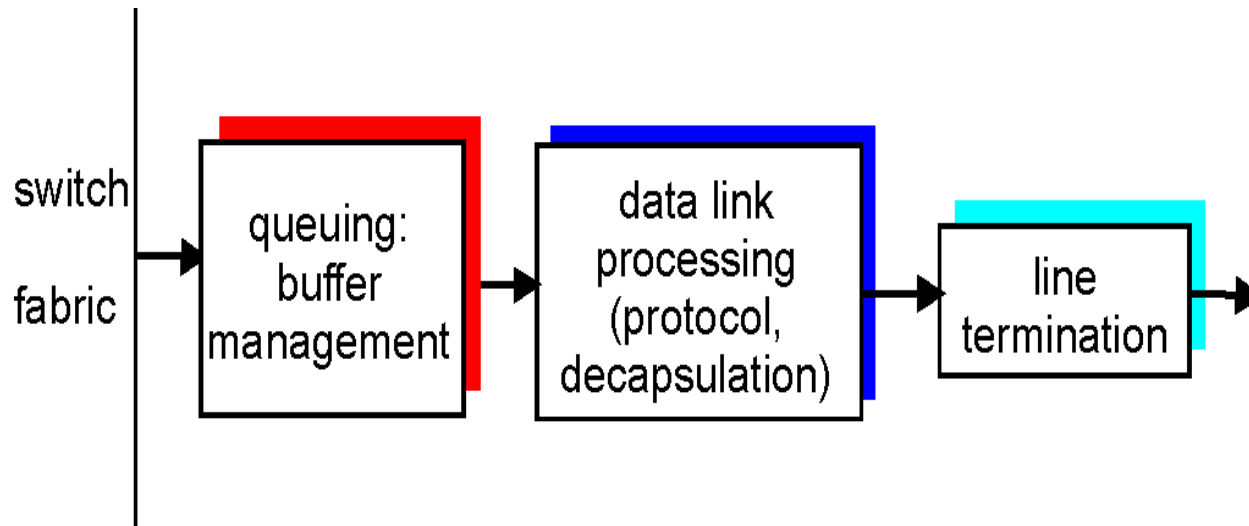 switch
fabric
queuing:
buffer
management
data link
processing
(protocol,
decapsulation)
line
termination